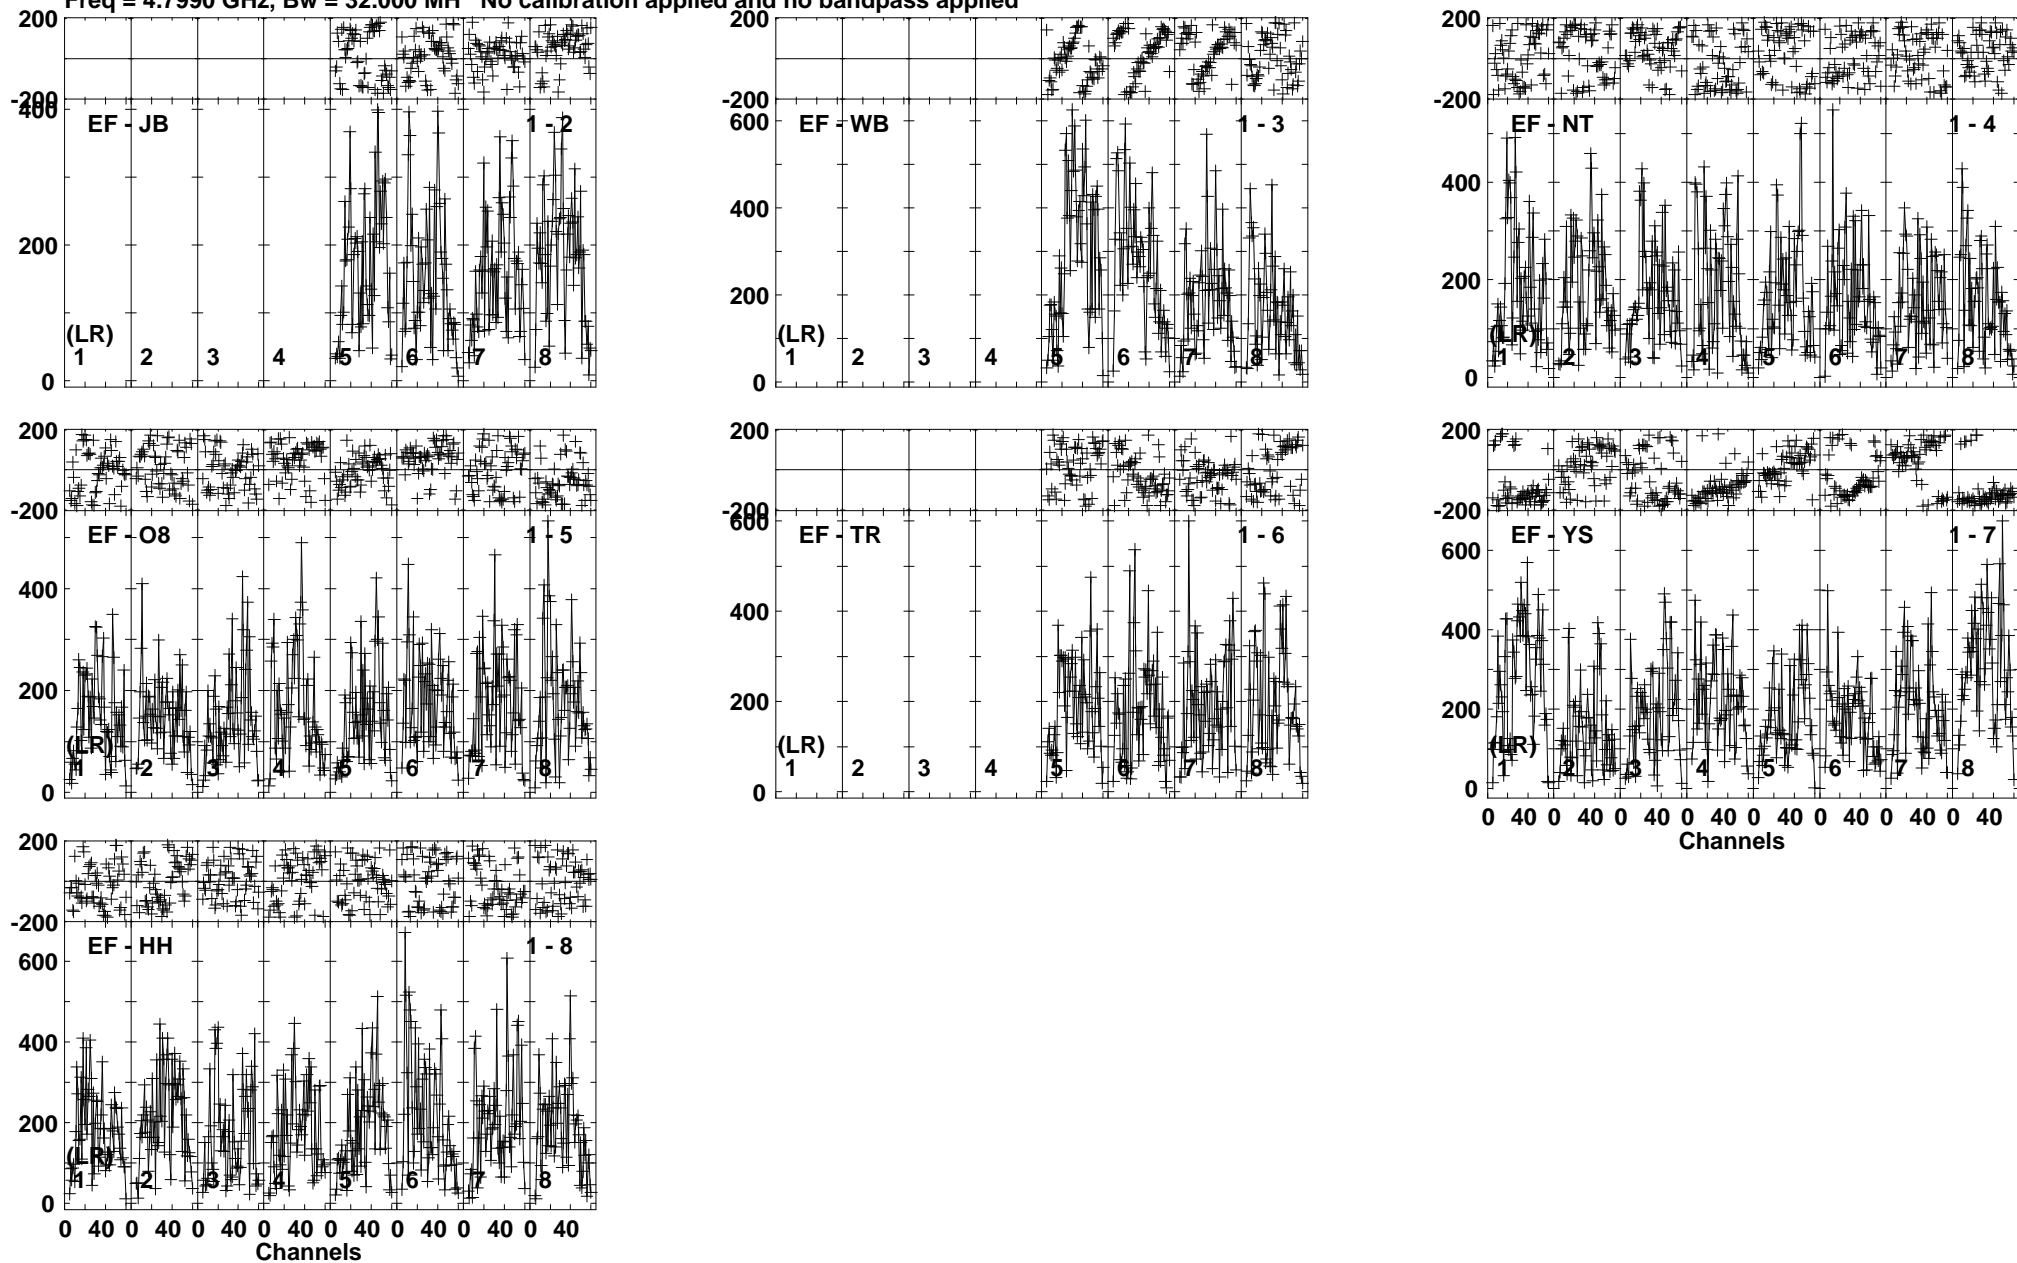 Freq = 4.7990 GHz, Bw = 32.000 MH No calibration applied and no bandpass applied
200
-200
400
200
0
EF - JB
1 - 2
(LR)
1 2 3 4 5 6 7 8
200
-200
600
400
200
0
EF - WB
1 - 3
(LR)
1 2 3 4 5 6 7 8
200
-200
400
200
0
EF - NT
1 - 4
(LR)
1 2 3 4 5 6 7 8
200
-200
400
200
0
EF - O8
1 - 5
(LR)
1 2 3 4 5 6 7 8
200
-200
600
400
200
0
EF - TR
1 - 6
(LR)
1 2 3 4 5 6 7 8
200
-200
600
400
200
0
EF - YS
1 - 7
(LR)
1 2 3 4 5 6 7 8
0 40 0 40 0 40 0 40 0 40 0 40 0 40 0 40
Channels
200
-200
600
400
200
0
EF - HH
1 - 8
(LR)
1 2 3 4 5 6 7 8
0 40 0 40 0 40 0 40 0 40 0 40 0 40 0 40
Channels